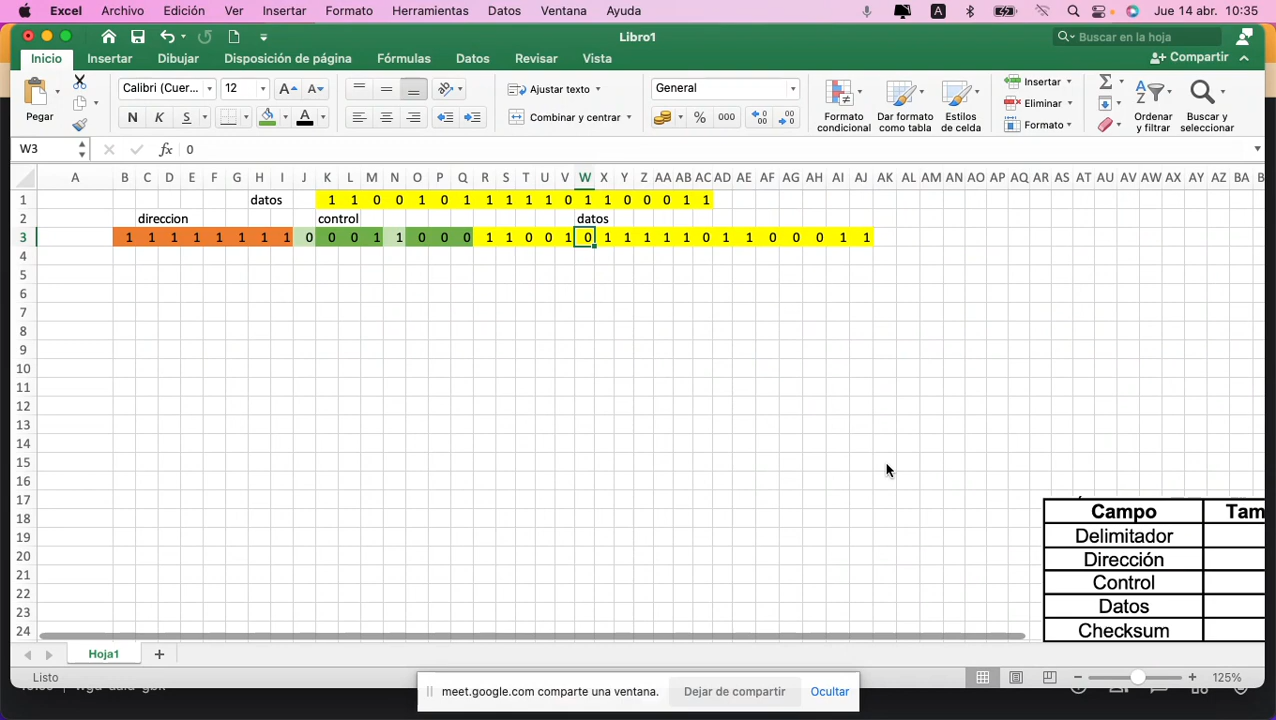 Excel Archivo Edición Ver Insertar Formato Herramientas Datos Ventana Ayuda A Jue 14 abr. 10:35
Libro1 Buscar en la hoja
Inicio Insertar Dibujar Disposición de página Fórmulas Datos Revisar Vista Compartir
Pegar Calibri (Cuer... 12 A A Ajustar texto General Insertar
N K S A Combinar y centrar % 000 Eliminar
Formato condicional Dar formato como tabla Estilos de celda Formato Ordenar y filtrar Buscar y seleccionar
W3 fx 0
A B C D E F G H I J K L M N O P Q R S T U V W X Y Z AA AB AC AD AE AF AG AH AI AJ AK AL AM AN AO AP AQ AR AS AT AU AV AW AX AY AZ BA
1 datos 1 1 0 0 1 0 1 1 1 1 0 1 1 0 0 0 1 1
2 direccion control datos
3 1 1 1 1 1 1 1 1 0 0 0 1 1 0 0 0 1 1 0 0 1 0 1 1 1 1 0 1 1 0 0 0 1 1
4
5
6
7
8
9
10
11
12
13
14
15
16
17
18 Campo Tam
19 Delimitador
20 Dirección
21
22 Control
23 Datos
24 Checksum
Hoja1
Listo 125%
meet.google.com comparte una ventana. Dejar de compartir Ocultar